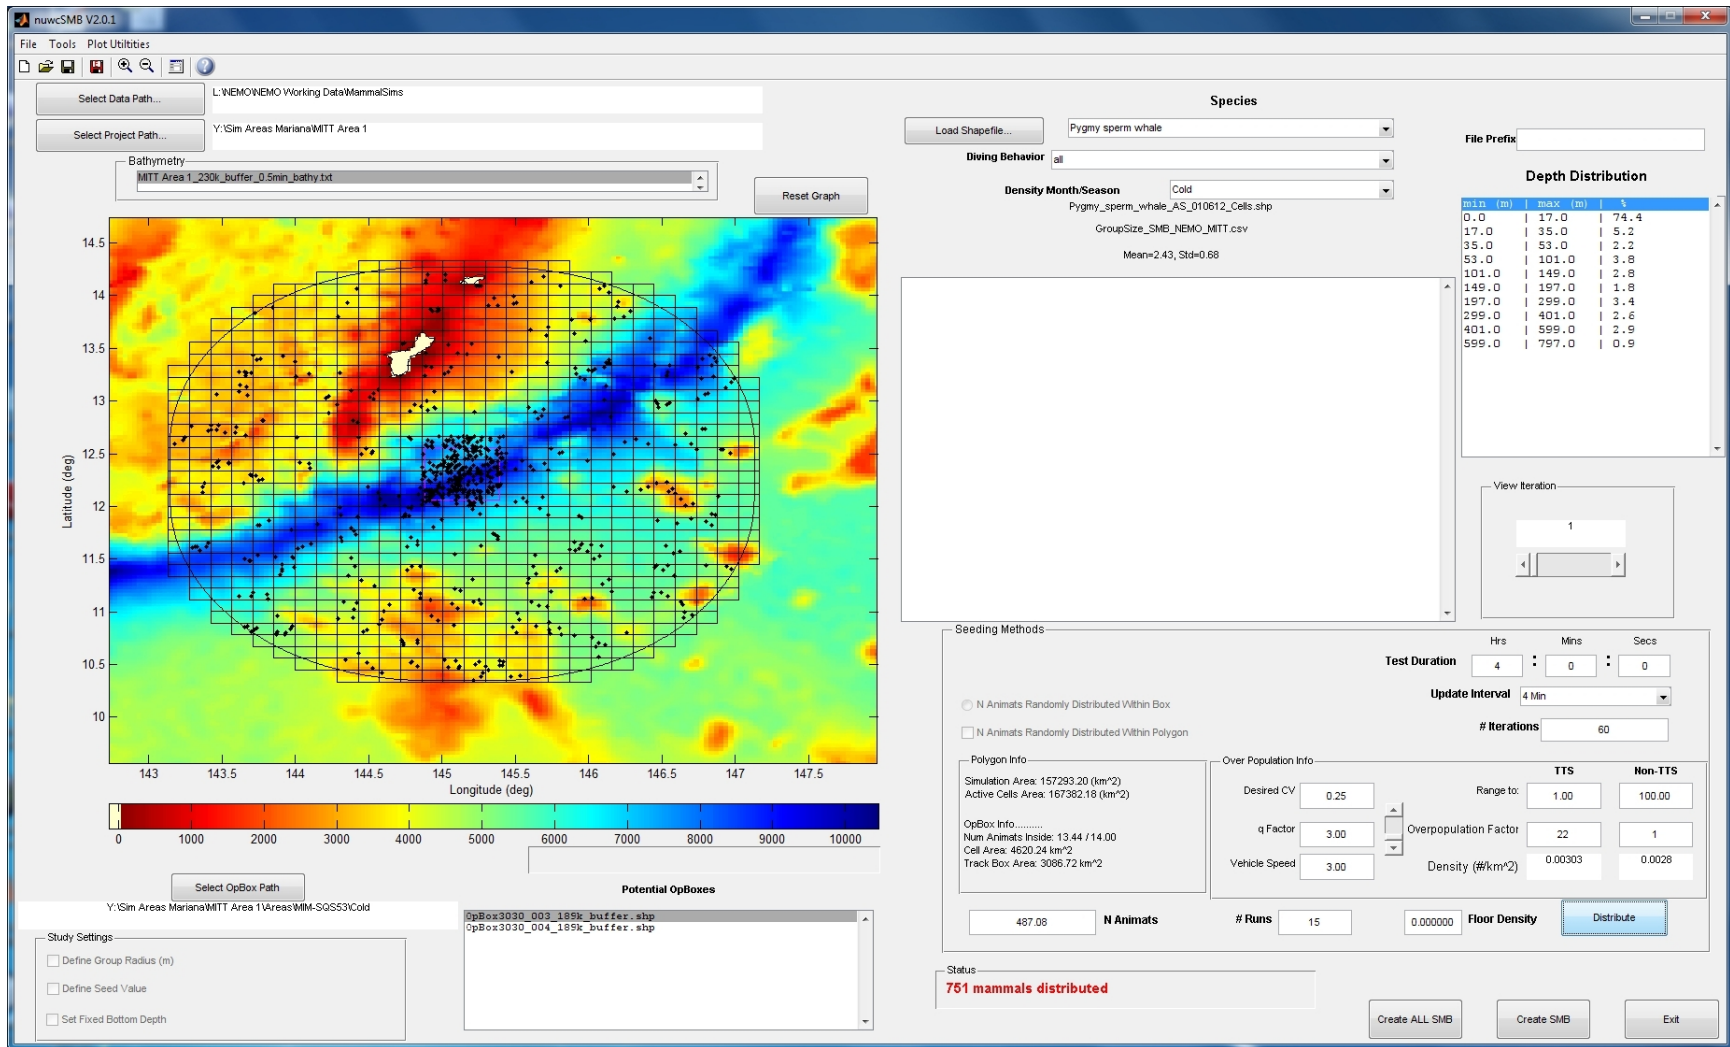 nuwcSMB V2.0.1
File Tools Plot Utiltities
Select Data Path...
L:\NEMO\NEMO Working Data\MammalSims
Select Project Path...
Y:\Sim Areas Mariana\MITT Area 1
Bathymetry
MITT Area 1_230k_buffer_0.5min_bathy.txt
Reset Graph
14.5
14
13.5
13
12.5
12
11.5
11
10.5
10
Latitude (deg)
143 143.5 144 144.5 145 145.5 146 146.5 147 147.5
Longitude (deg)
0 1000 2000 3000 4000 5000 6000 7000 8000 9000 10000
Select OpBox Path
Y:\Sim Areas Mariana\MITT Area 1\Areas\MIM-SQS53\Cold
Study Settings
Define Group Radius (m)
Define Seed Value
Set Fixed Bottom Depth
Potential OpBoxes
OpBox3030_003_189k_buffer.shp
OpBox3030_004_189k_buffer.shp
Species
Load Shapefile...
Pygmy sperm whale
Diving Behavior all
Density Month/Season Cold
Pygmy_sperm_whale_AS_010612_Cells.shp
GroupSize_SMB_NEMO_MITT.csv
Mean=2.43, Std=0.68
File Prefix
Depth Distribution
min (m) | max (m) | %
0.0 | 17.0 | 74.4
17.0 | 35.0 | 5.2
35.0 | 53.0 | 2.2
53.0 | 101.0 | 3.8
101.0 | 149.0 | 2.8
149.0 | 197.0 | 1.8
197.0 | 299.0 | 3.4
299.0 | 401.0 | 2.6
401.0 | 599.0 | 2.9
599.0 | 797.0 | 0.9
View Iteration
1
Seeding Methods
Hrs Mins Secs
Test Duration 4 : 0 : 0
Update Interval 4 Min
# Iterations 60
N Animats Randomly Distributed Within Box
N Animats Randomly Distributed Within Polygon
Polygon Info
Simulation Area: 157293.20 (km^2)
Active Cells Area: 167382.18 (km^2)
OpBox Info.........
Num Animats Inside: 13.44 / 14.00
Cell Area: 4620.24 km^2
Track Box Area: 3086.72 km^2
Over Population Info
TTS Non-TTS
Desired CV 0.25 Range to: 1.00 100.00
q Factor 3.00 Overpopulation Factor 22 1
Vehicle Speed 3.00 Density (#/km^2) 0.00303 0.0028
487.08 N Animats # Runs 15 0.000000 Floor Density Distribute
Status
751 mammals distributed
Create ALL SMB Create SMB Exit